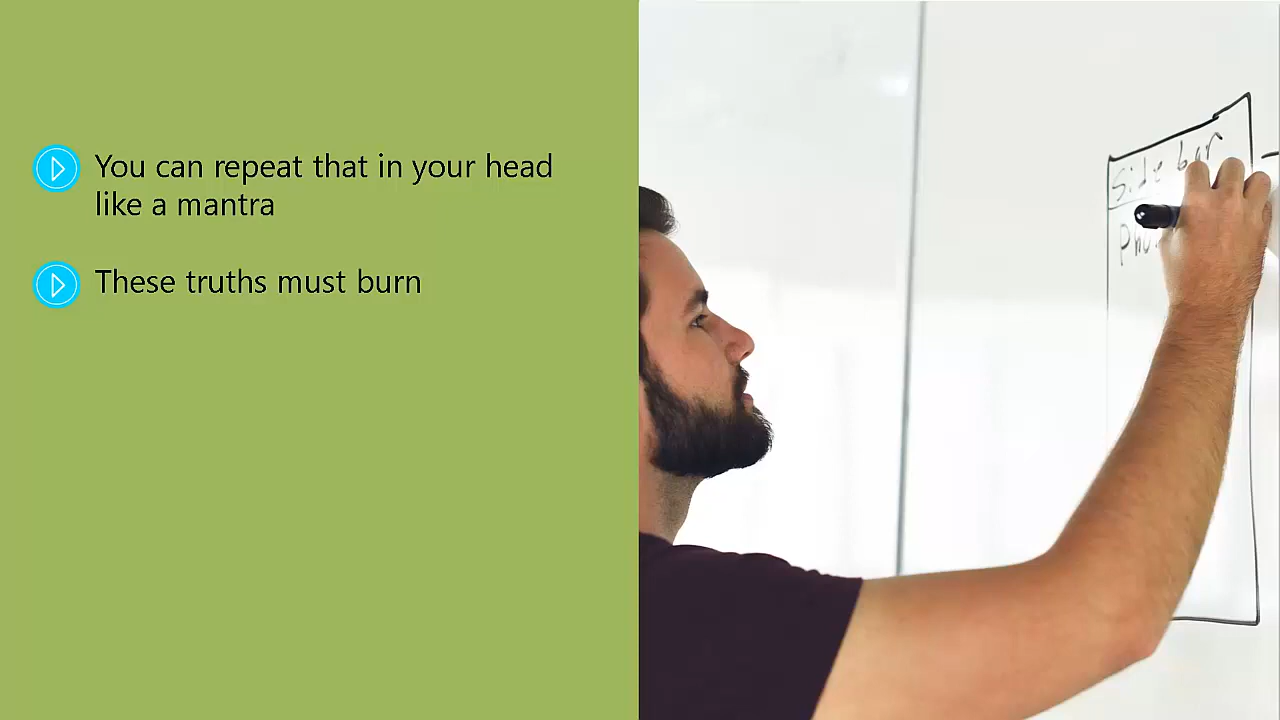 You can repeat that in your head
like a mantra
These truths must burn
Side bar